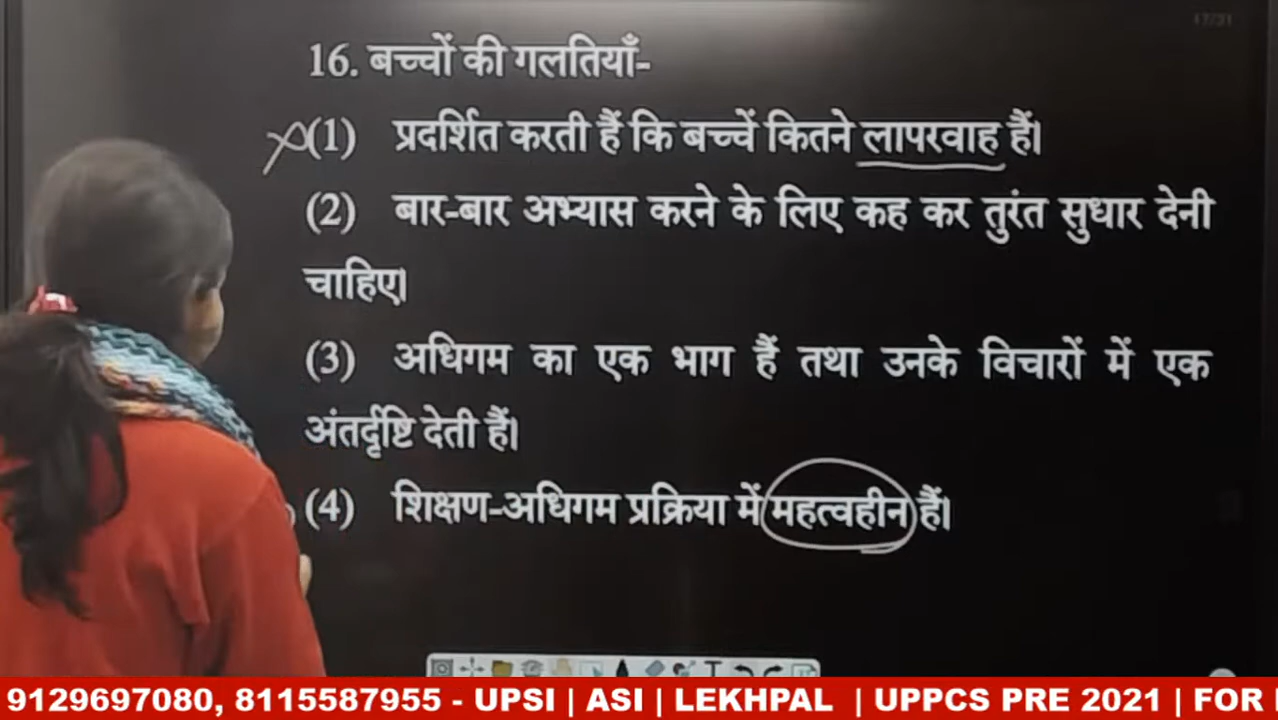 17/31
16. बच्चों की गलतियाँ-
(1) प्रदर्शित करती हैं कि बच्चें कितने लापरवाह हैं।
(2) बार-बार अभ्यास करने के लिए कह कर तुरंत सुधार देनी
चाहिए।
(3) अधिगम का एक भाग हैं तथा उनके विचारों में एक
अंतर्दृष्टि देती हैं।
(4) शिक्षण-अधिगम प्रक्रिया में महत्वहीन हैं।
9129697080, 8115587955 - UPSI | ASI | LEKHPAL | UPPCS PRE 2021 | FOR